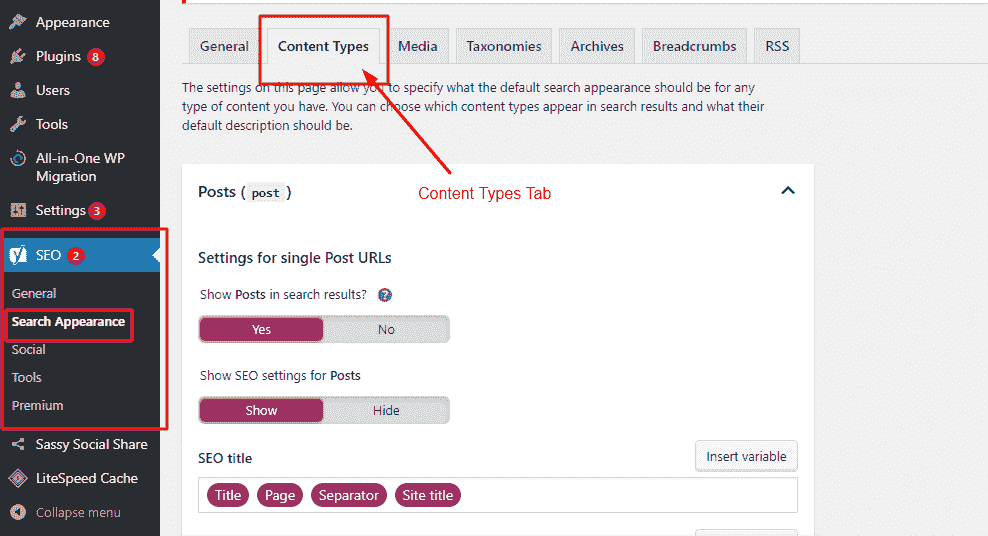 Appearance
Plugins 8
Users
Tools
All-in-One WP
Migration
Settings 3
SEO 2
General
Search Appearance
Social
Tools
Premium
Sassy Social Share
LiteSpeed Cache
Collapse menu
General Content Types Media Taxonomies Archives Breadcrumbs RSS
The settings on this page allow you to specify what the default search appearance should be for any
type of content you have. You can choose which content types appear in search results and what their
default description should be.
Content Types Tab
Posts ( post )
Settings for single Post URLs
Show Posts in search results? ?
Yes No
Show SEO settings for Posts
Show Hide
SEO title Insert variable
Title Page Separator Site title